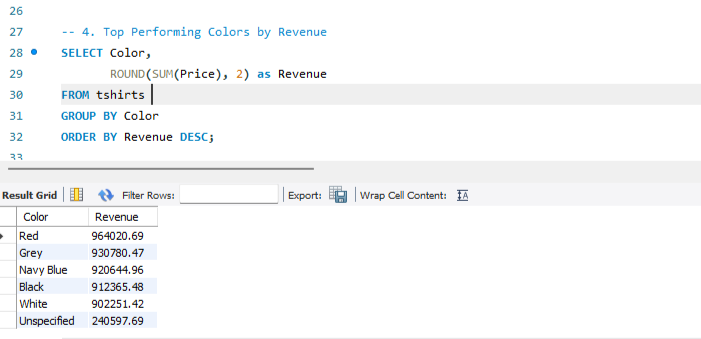 26
27 -- 4. Top Performing Colors by Revenue
28 SELECT Color,
29 ROUND(SUM(Price), 2) as Revenue
30 FROM tshirts
31 GROUP BY Color
32 ORDER BY Revenue DESC;
33
Result Grid Filter Rows: Export: Wrap Cell Content:
Color Revenue
Red 964020.69
Grey 930780.47
Navy Blue 920644.96
Black 912365.48
White 902251.42
Unspecified 240597.69